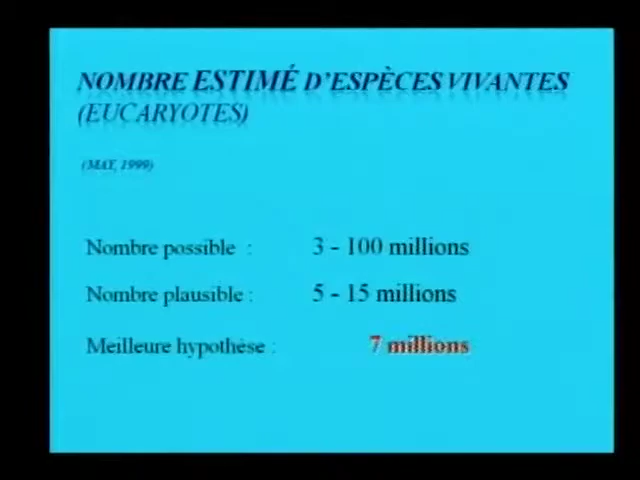 NOMBRE ESTIMÉ D'ESPÈCES VIVANTES
(EUCARYOTES)
(MAY, 1999)
Nombre possible : 3 - 100 millions
Nombre plausible : 5 - 15 millions
Meilleure hypothèse : 7 millions